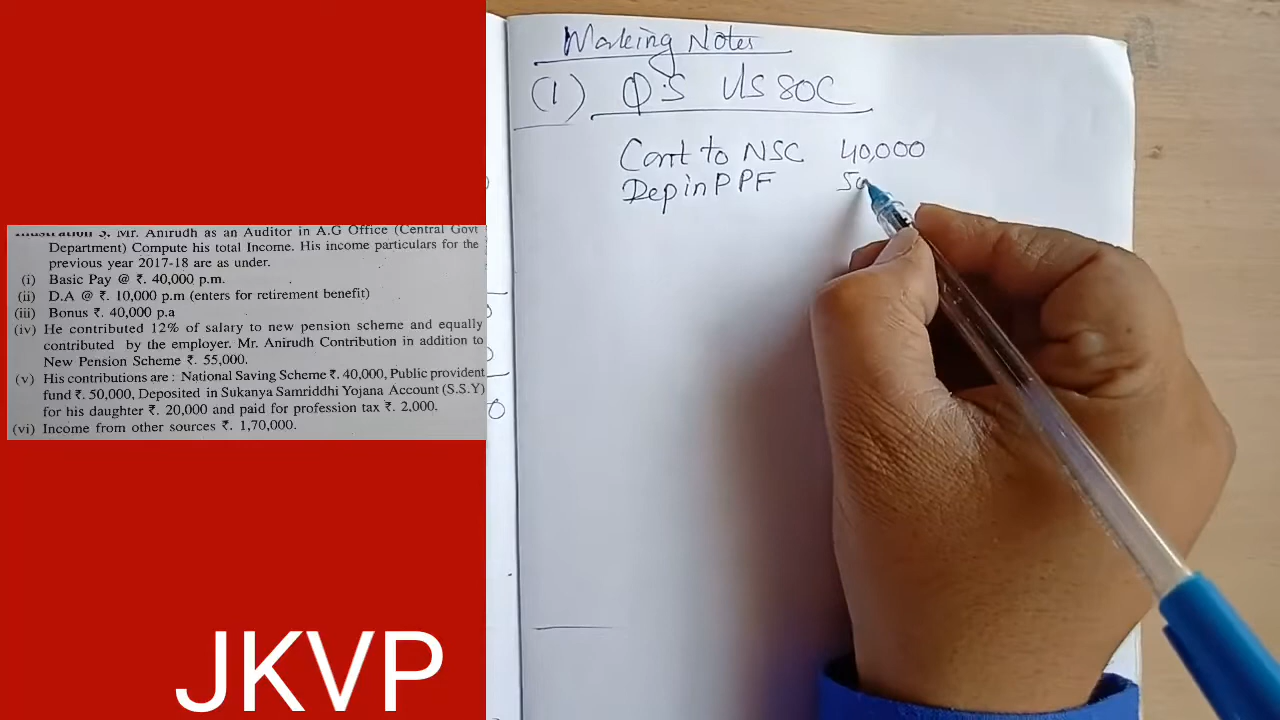 Illustration 3. Mr. Anirudh as an Auditor in A.G Office (Central Govt
Department) Compute his total Income. His income particulars for the
previous year 2017-18 are as under.
(i) Basic Pay @ ₹. 40,000 p.m.
(ii) D.A @ ₹. 10,000 p.m (enters for retirement benefit)
(iii) Bonus ₹. 40,000 p.a
(iv) He contributed 12% of salary to new pension scheme and equally
contributed by the employer. Mr. Anirudh Contribution in addition to
New Pension Scheme ₹. 55,000.
(v) His contributions are : National Saving Scheme ₹. 40,000, Public provident
fund ₹. 50,000, Deposited in Sukanya Samriddhi Yojana Account (S.S.Y)
for his daughter ₹. 20,000 and paid for profession tax ₹. 2,000.
(vi) Income from other sources ₹. 1,70,000.
JKVP
Working Notes
(1) Q.S U/S 80C
Cont to NSC 40,000
Dep in PPF 50